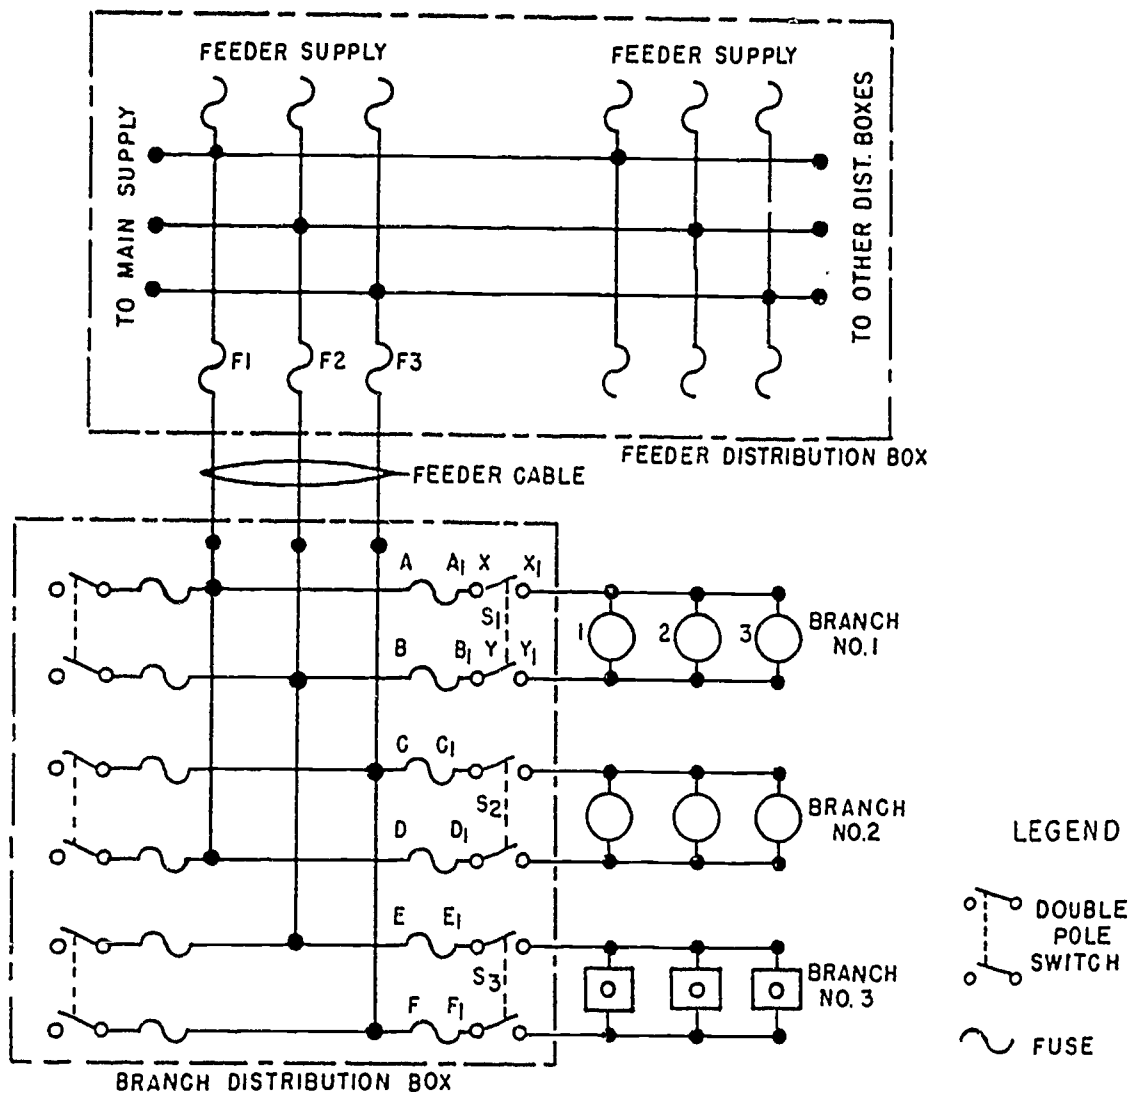 FEEDER SUPPLY
FEEDER SUPPLY
TO MAIN SUPPLY
TO OTHER DIST. BOXES
F1
F2
F3
FEEDER DISTRIBUTION BOX
FEEDER CABLE
A A1 X X1
S1
1 2 3
BRANCH
NO.1
B B1 Y Y1
C C1
S2
BRANCH
NO.2
D D1
LEGEND
E E1
DOUBLE
POLE
SWITCH
S3
BRANCH
NO. 3
F F1
FUSE
BRANCH DISTRIBUTION BOX